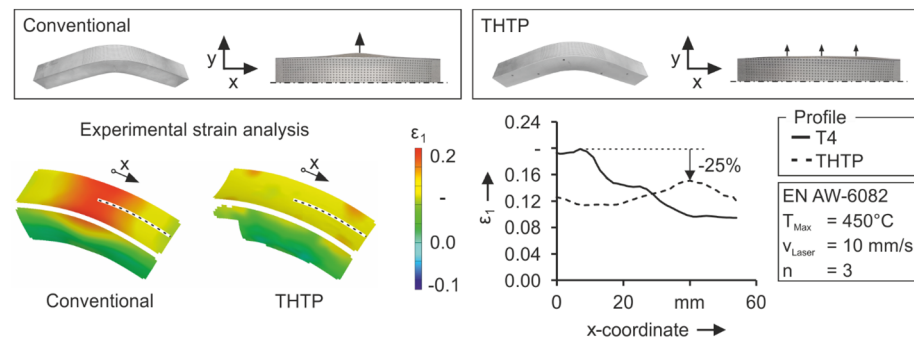 Conventional
y
x
THTP
y
x
Experimental strain analysis
x
x
Conventional
THTP
ε₁
0.2
-
0.0
-0.1
0.24
-
0.16
0.12
0.08
0.04
0.00
ε₁
-25%
0
20
mm
60
x-coordinate
Profile
T4
THTP
EN AW-6082
T_Max = 450°C
v_Laser = 10 mm/s
n = 3